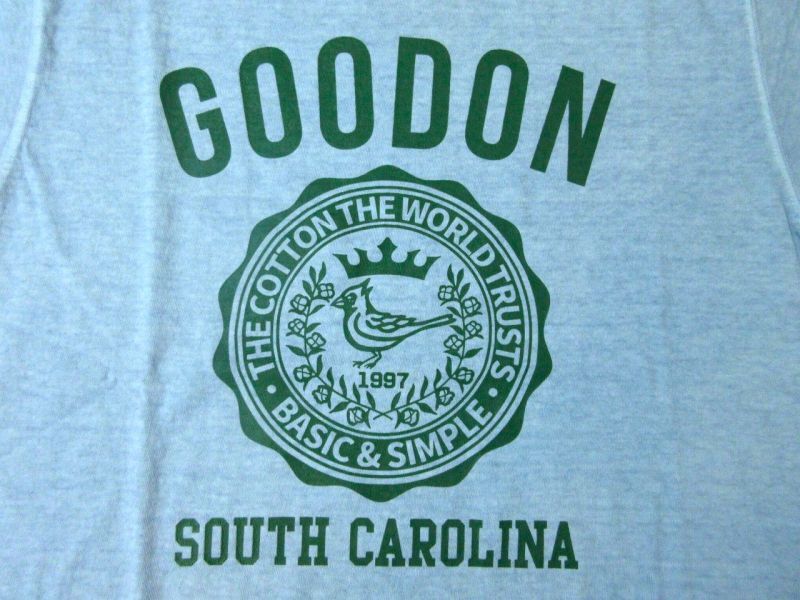 GOODON
THE COTTON THE WORLD TRUSTS
1997
• BASIC & SIMPLE •
SOUTH CAROLINA